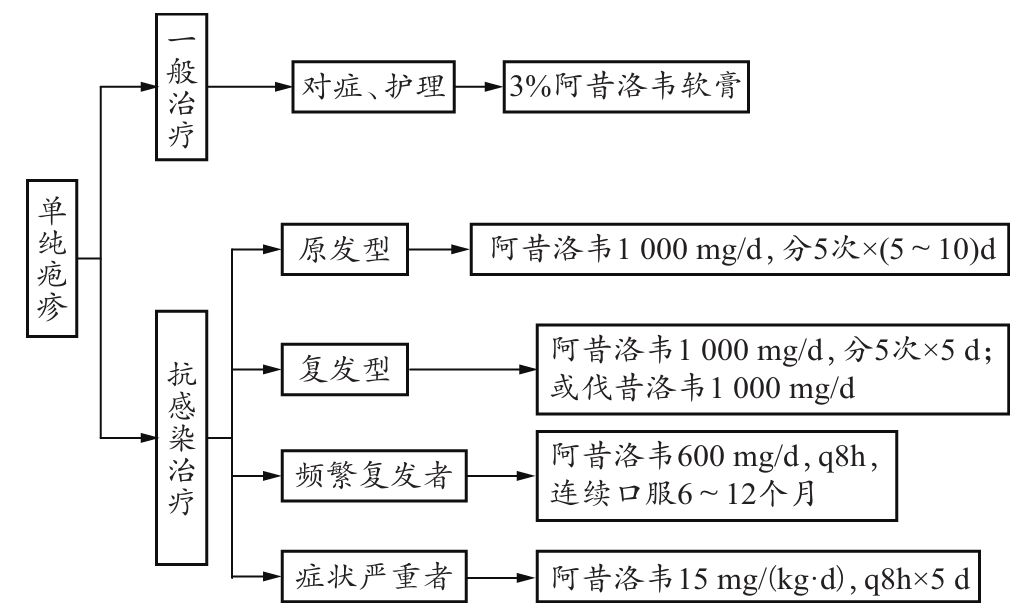 单纯疱疹
一般治疗
对症、护理
3%阿昔洛韦软膏
抗感染治疗
原发型
阿昔洛韦1 000 mg/d, 分5次×(5~10)d
复发型
阿昔洛韦1 000 mg/d, 分5次×5 d;
或伐昔洛韦1 000 mg/d
频繁复发者
阿昔洛韦600 mg/d, q8h,
连续口服6~12个月
症状严重者
阿昔洛韦15 mg/(kg·d), q8h×5 d